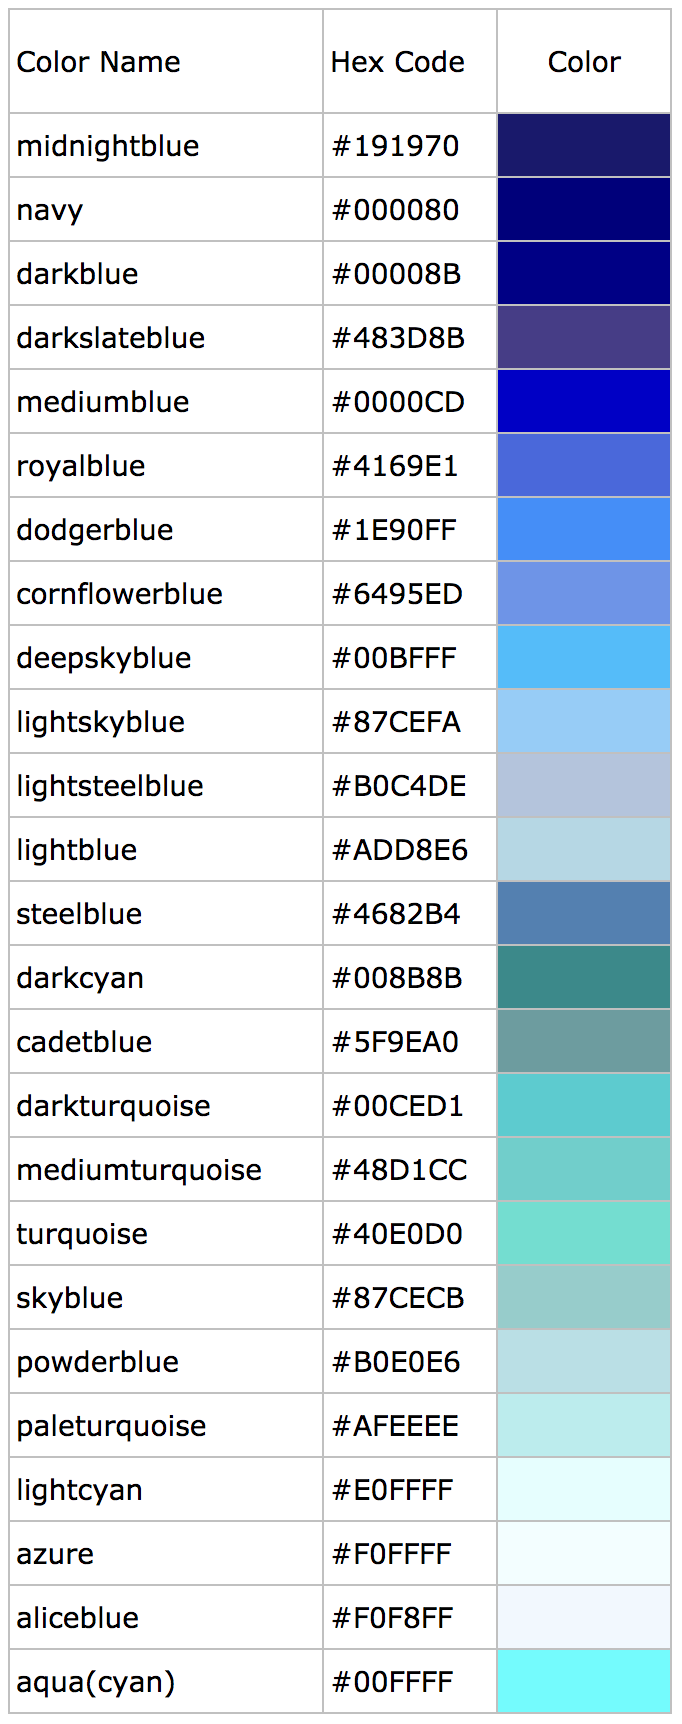 Color Name Hex Code Color
midnightblue #191970
navy #000080
darkblue #00008B
darkslateblue #483D8B
mediumblue #0000CD
royalblue #4169E1
dodgerblue #1E90FF
cornflowerblue #6495ED
deepskyblue #00BFFF
lightskyblue #87CEFA
lightsteelblue #B0C4DE
lightblue #ADD8E6
steelblue #4682B4
darkcyan #008B8B
cadetblue #5F9EA0
darkturquoise #00CED1
mediumturquoise #48D1CC
turquoise #40E0D0
skyblue #87CECB
powderblue #B0E0E6
paleturquoise #AFEEEE
lightcyan #E0FFFF
azure #F0FFFF
aliceblue #F0F8FF
aqua(cyan) #00FFFF